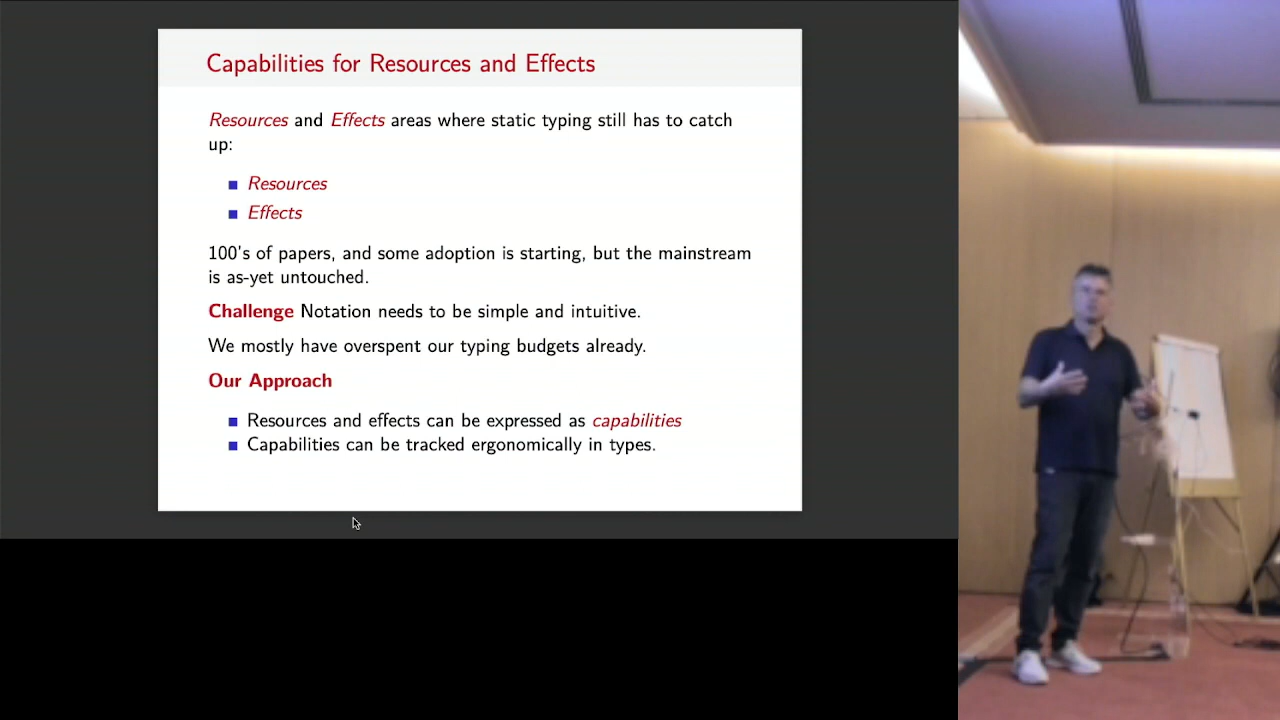 Capabilities for Resources and Effects
Resources and Effects areas where static typing still has to catch
up:
Resources
Effects
100's of papers, and some adoption is starting, but the mainstream
is as-yet untouched.
Challenge Notation needs to be simple and intuitive.
We mostly have overspent our typing budgets already.
Our Approach
Resources and effects can be expressed as capabilities
Capabilities can be tracked ergonomically in types.